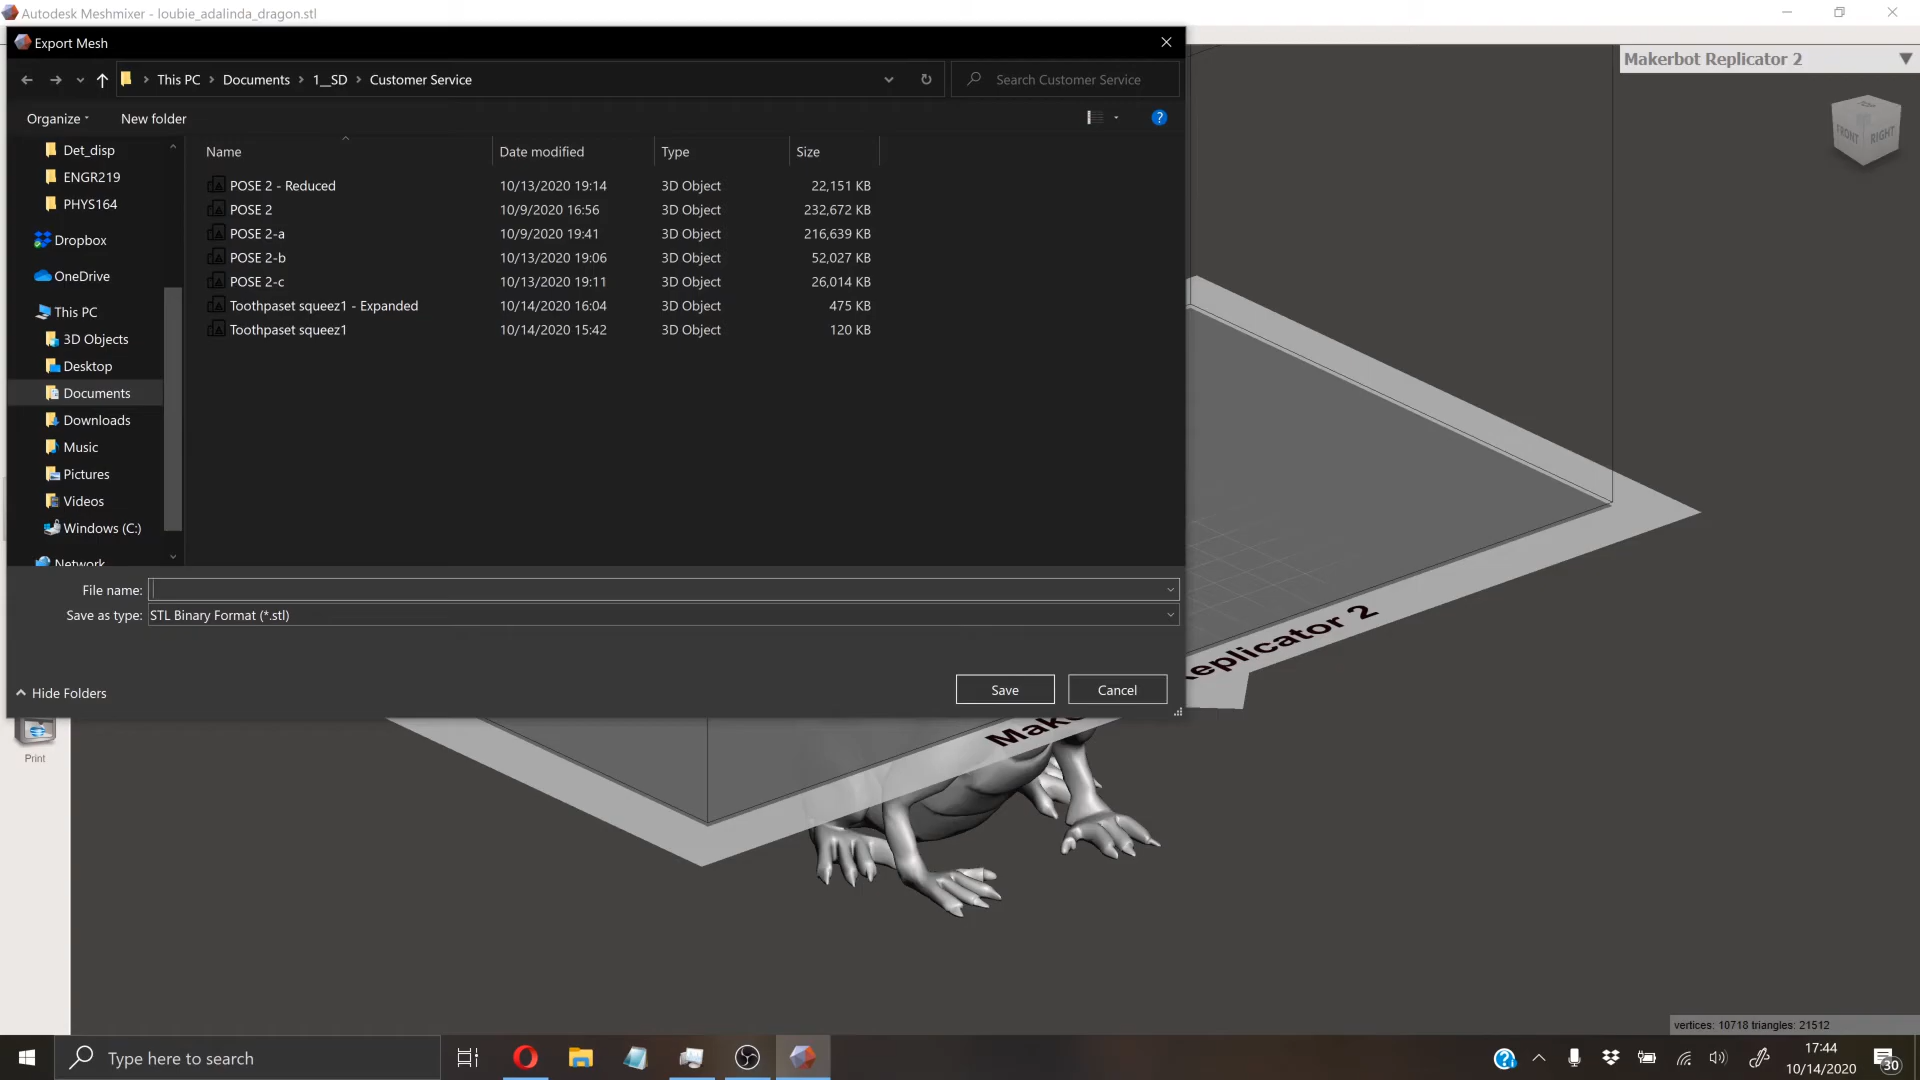 Autodesk Meshmixer - loubie_adalinda_dragon.stl
Export Mesh
This PC > Documents > 1__SD > Customer Service
Search Customer Service
Makerbot Replicator 2
Organize
New folder
Name Date modified Type Size
Det_disp
ENGR219
PHYS164
Dropbox
OneDrive
This PC
3D Objects
Desktop
Documents
Downloads
Music
Pictures
Videos
Windows (C:)
Network
POSE 2 - Reduced 10/13/2020 19:14 3D Object 22,151 KB
POSE 2 10/9/2020 16:56 3D Object 232,672 KB
POSE 2-a 10/9/2020 19:41 3D Object 216,639 KB
POSE 2-b 10/13/2020 19:06 3D Object 52,027 KB
POSE 2-c 10/13/2020 19:11 3D Object 26,014 KB
Toothpaset squeez1 - Expanded 10/14/2020 16:04 3D Object 475 KB
Toothpaset squeez1 10/14/2020 15:42 3D Object 120 KB
TOP
FRONT
RIGHT
File name:
Save as type: STL Binary Format (*.stl)
Hide Folders
Save
Cancel
Print
Make
eplicator 2
vertices: 10718 triangles: 21512
Type here to search
17:44
10/14/2020
30